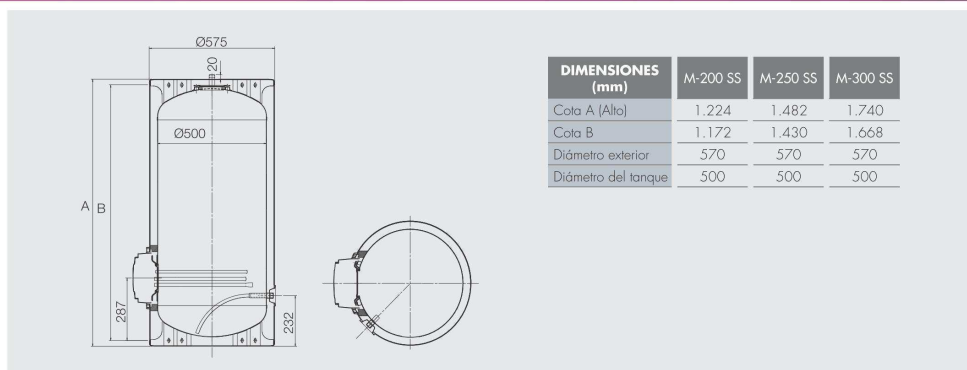 Ø575
20
Ø500
A
B
287
232
DIMENSIONES (mm) M-200 SS M-250 SS M-300 SS
Cota A (Alto) 1.224 1.482 1.740
Cota B 1.172 1.430 1.668
Diámetro exterior 570 570 570
Diámetro del tanque 500 500 500